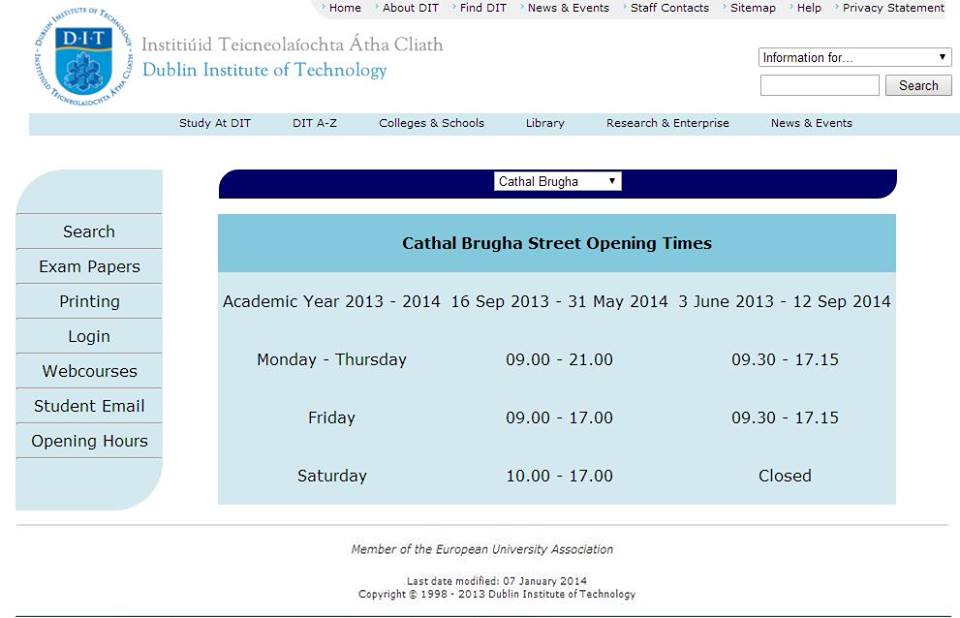 Home About DIT Find DIT News & Events Staff Contacts Sitemap Help Privacy Statement
DUBLIN INSTITUTE OF TECHNOLOGY
D·I·T
INSTITIÚID TEICNEOLAÍOCHTA ÁTHA CLIATH
Institiúid Teicneolaíochta Átha Cliath
Dublin Institute of Technology
Information for...
Search
Study At DIT DIT A-Z Colleges & Schools Library Research & Enterprise News & Events
Cathal Brugha
Search
Exam Papers
Printing
Login
Webcourses
Student Email
Opening Hours
Cathal Brugha Street Opening Times
Academic Year 2013 - 2014 16 Sep 2013 - 31 May 2014 3 June 2013 - 12 Sep 2014
Monday - Thursday 09.00 - 21.00 09.30 - 17.15
Friday 09.00 - 17.00 09.30 - 17.15
Saturday 10.00 - 17.00 Closed
Member of the European University Association
Last date modified: 07 January 2014
Copyright © 1998 - 2013 Dublin Institute of Technology